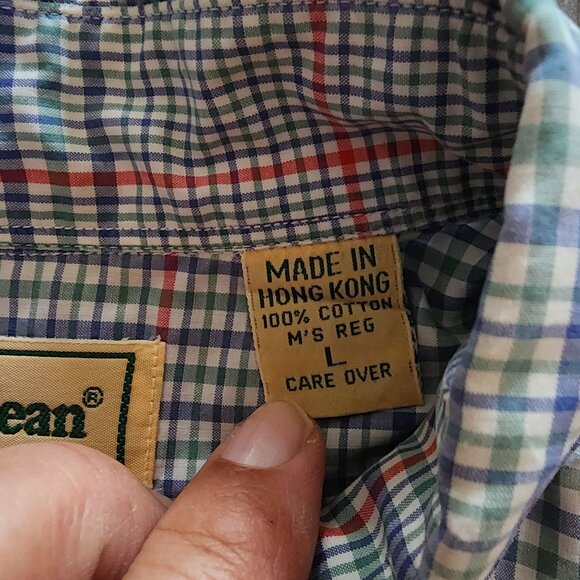 MADE IN
HONG KONG
100% COTTON
M'S REG
L
CARE OVER
ean®